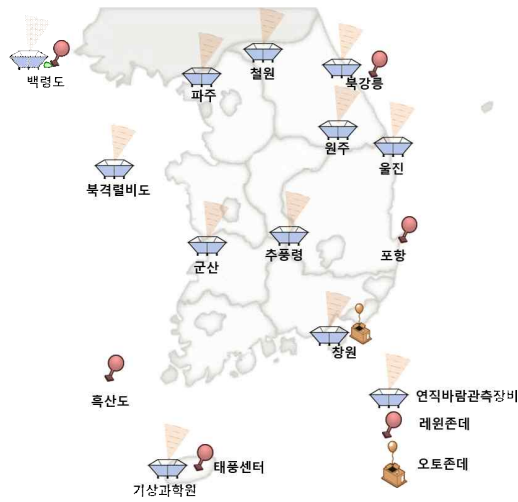 백령도
파주
철원
북강릉
원주
울진
북격렬비도
군산
추풍령
포항
창원
흑산도
기상과학원
태풍센터
연직바람관측장비
레윈존데
오토존데